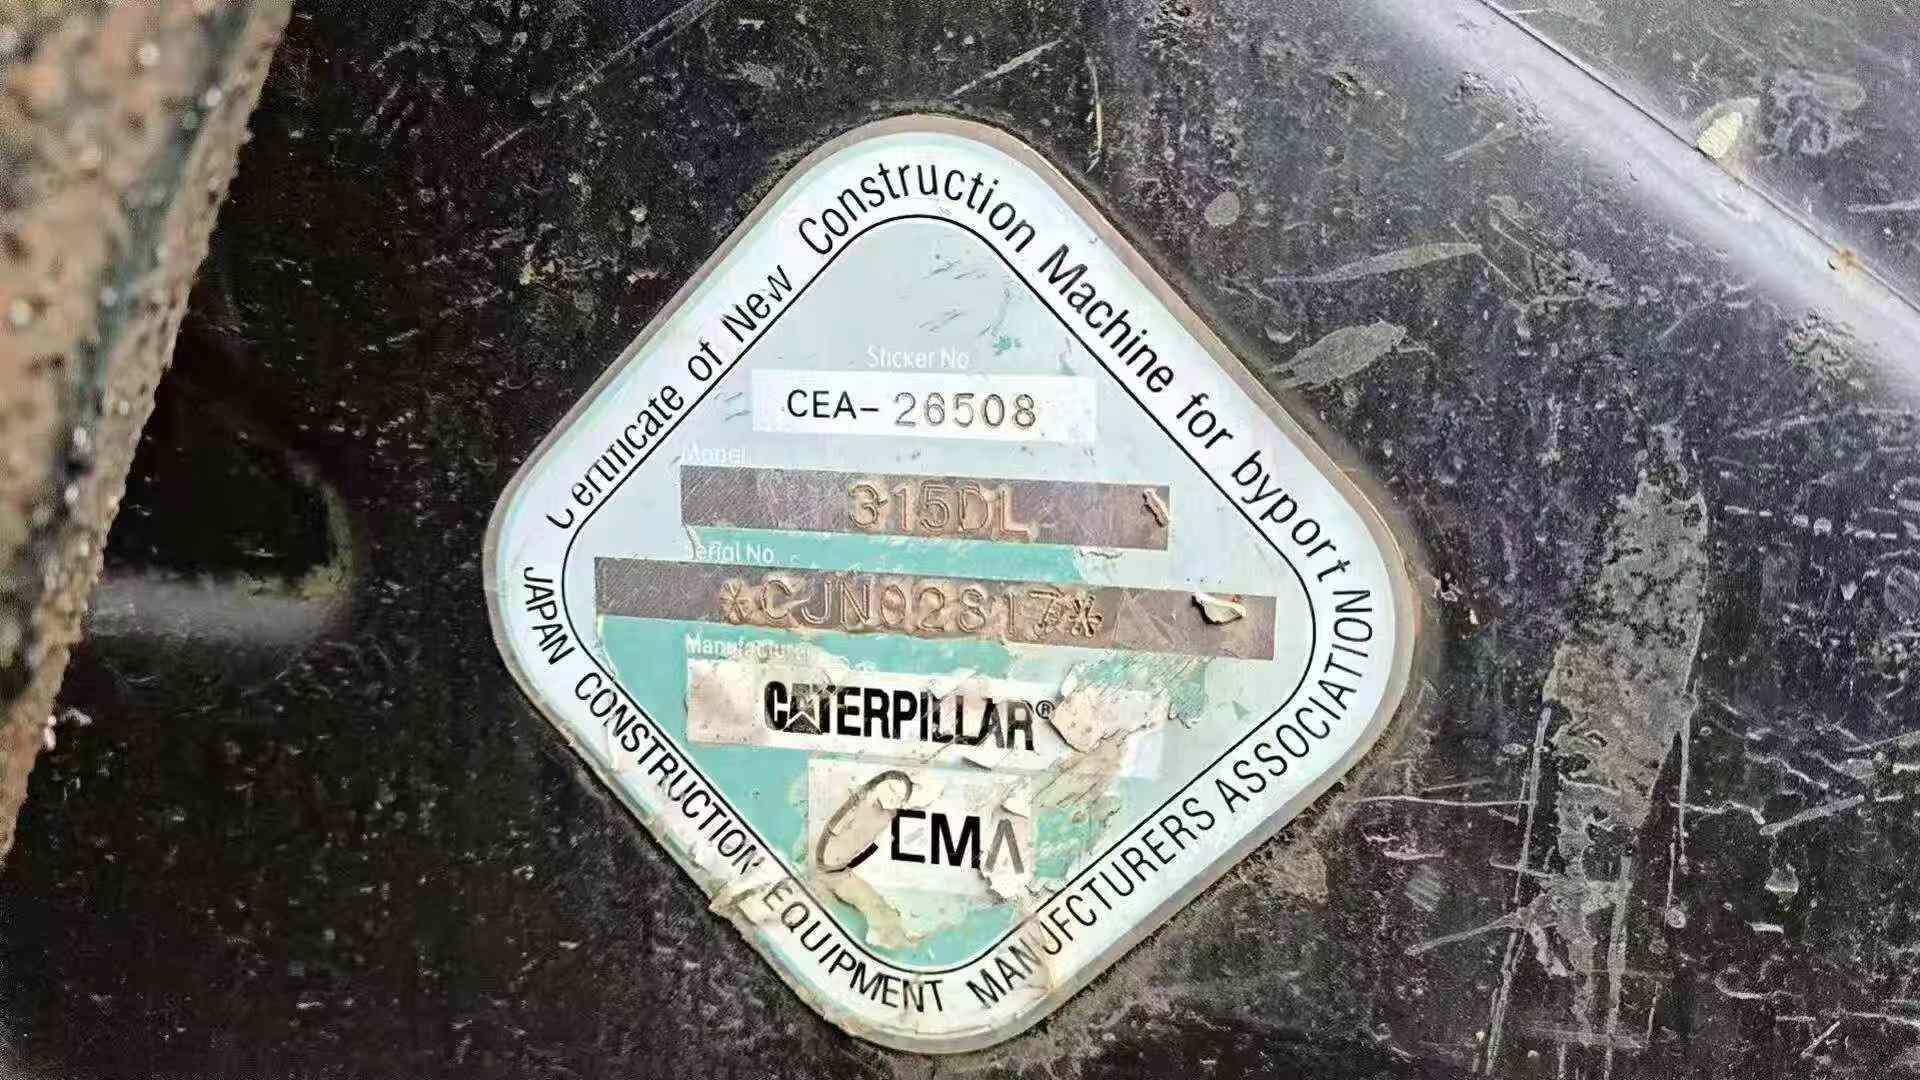 Certificate of New Construction Machine for byport
Sticker No
CEA-26508
Model
315DL
Serial No
*CJN02817*
Manufacturer
CATERPILLAR®
CEMA
JAPAN CONSTRUCTION EQUIPMENT MANUFCTURERS ASSOCIATION